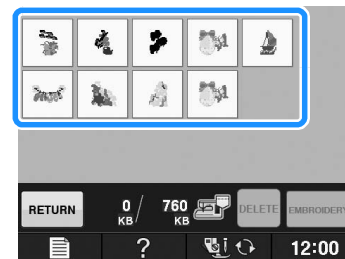 RETURN
0 KB / 760 KB
DELETE
EMBROIDERY
?
12:00